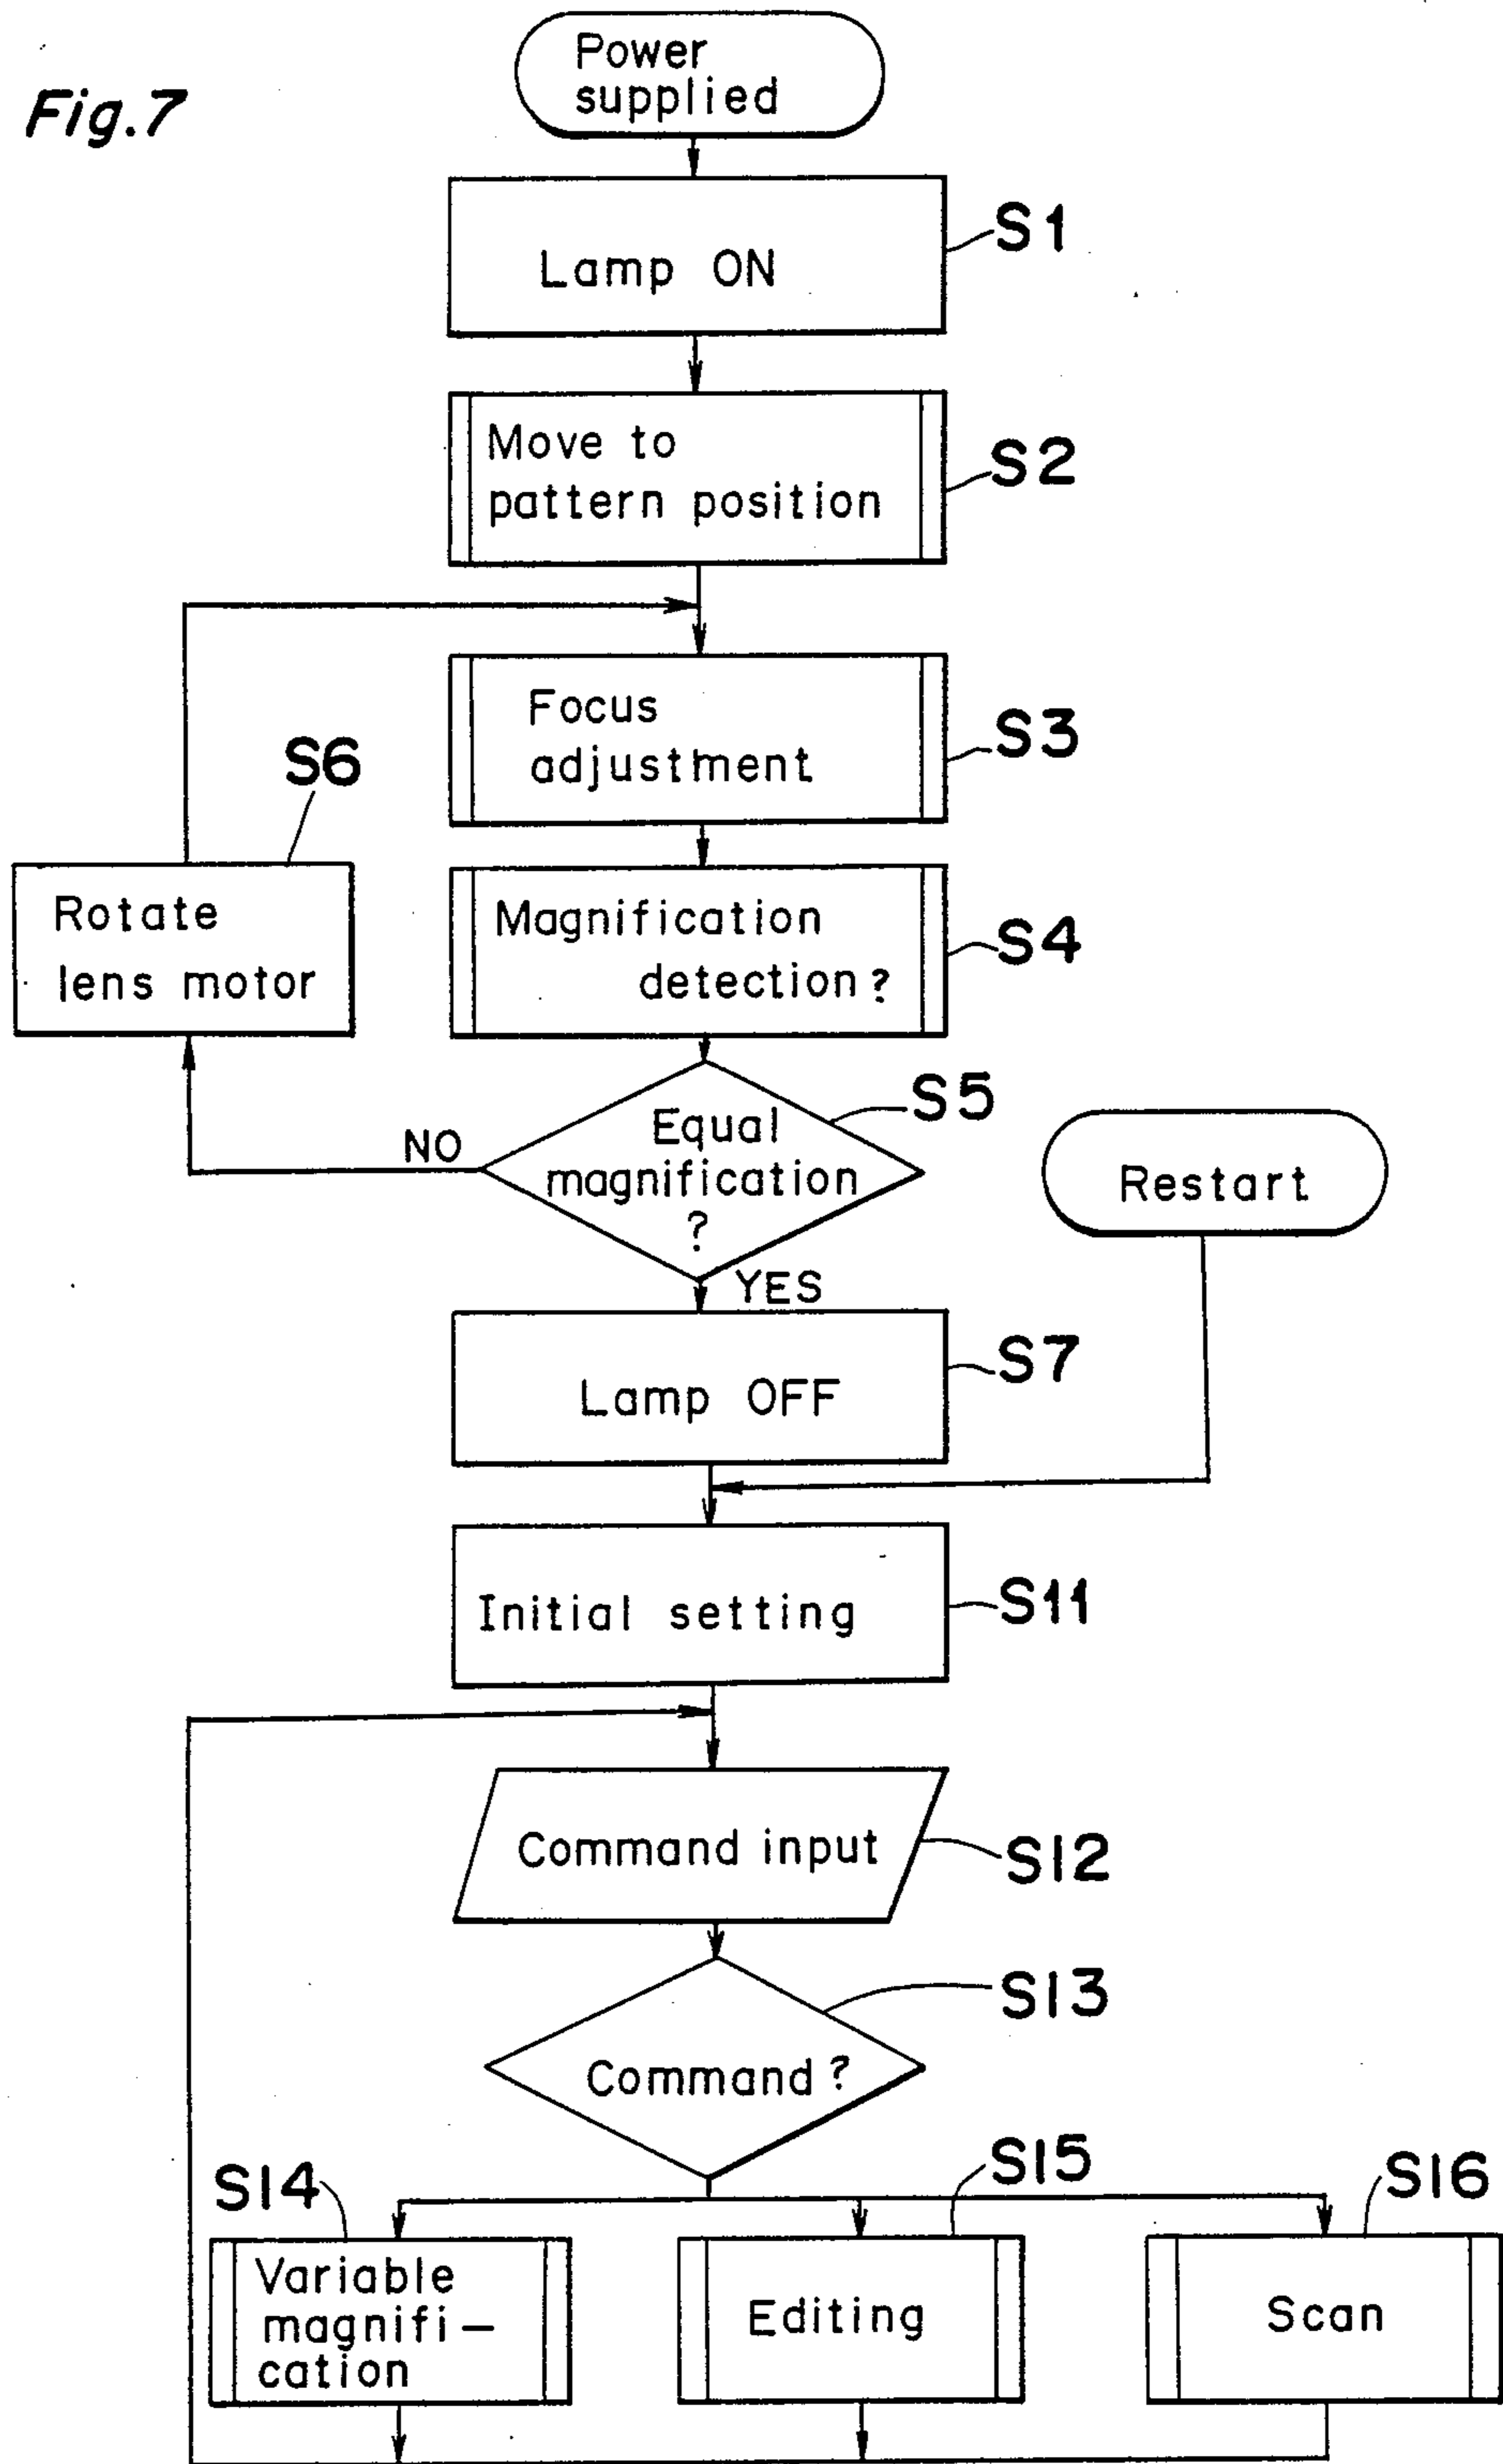 Fig.7
Power
supplied
Lamp ON
S1
Move to
pattern position
S2
Focus
adjustment
S3
S6
Rotate
lens motor
Magnification
detection?
S4
Equal
magnification
?
S5
NO
YES
Restart
Lamp OFF
S7
Initial setting
S11
Command input
S12
Command?
S13
S14
Variable
magnifi-
cation
S15
Editing
S16
Scan